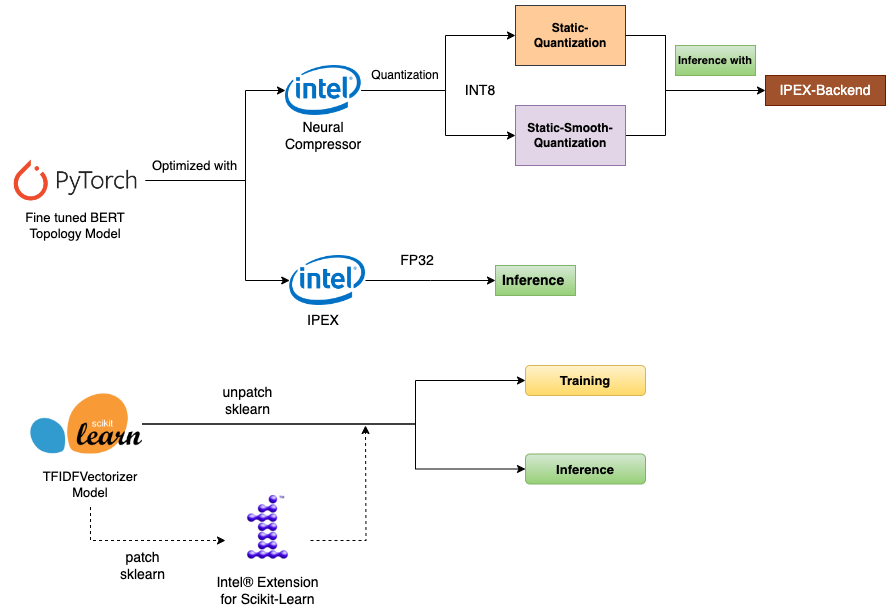 Static-
Quantization
Inference with
intel
Quantization
INT8
IPEX-Backend
Neural
Compressor
Static-Smooth-
Quantization
Optimized with
PyTorch
Fine tuned BERT
Topology Model
intel
FP32
Inference
IPEX
unpatch
sklearn
Training
scikit
learn
Inference
TFIDFVectorizer
Model
™
patch
sklearn
Intel® Extension
for Scikit-Learn